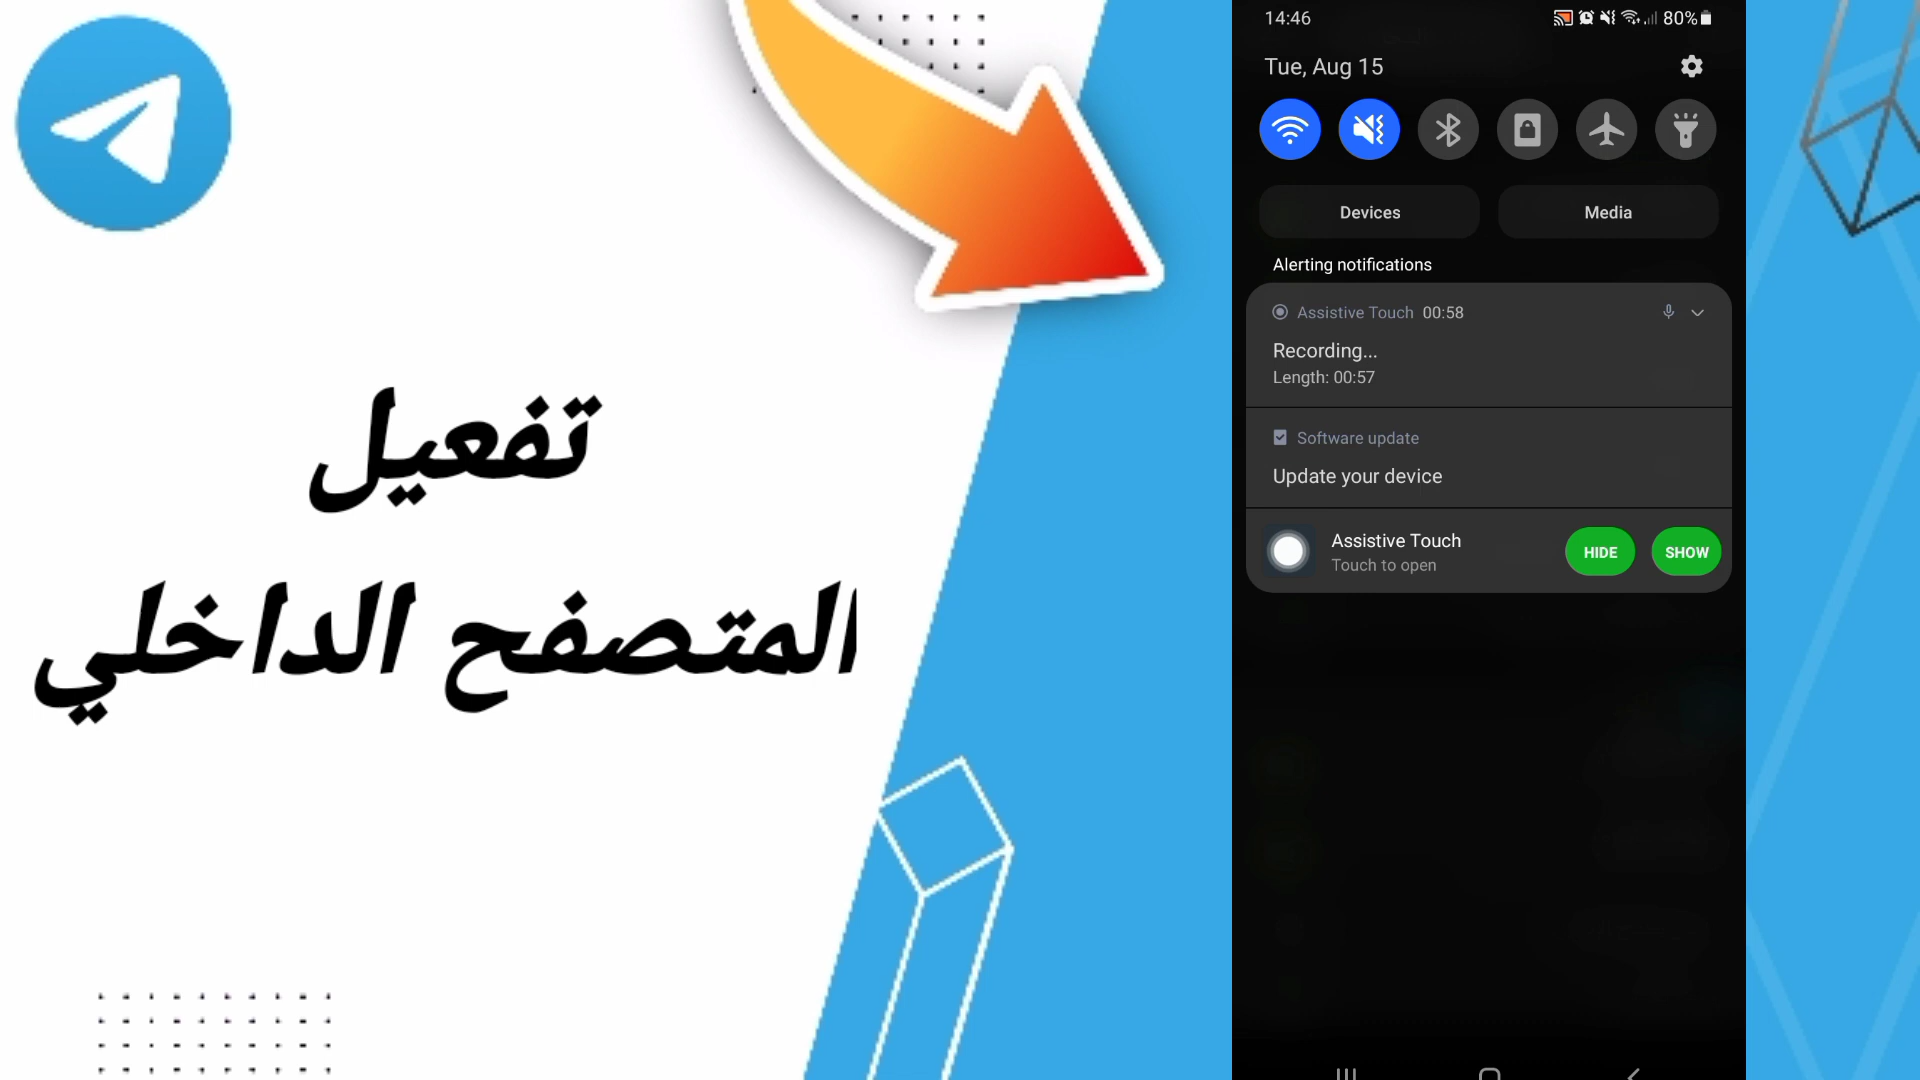 تفعيل
المتصفح الداخلي
14:46
80%
Tue, Aug 15
Devices
Media
Alerting notifications
Assistive Touch 00:58
Recording...
Length: 00:57
Software update
Update your device
Assistive Touch
Touch to open
HIDE
SHOW